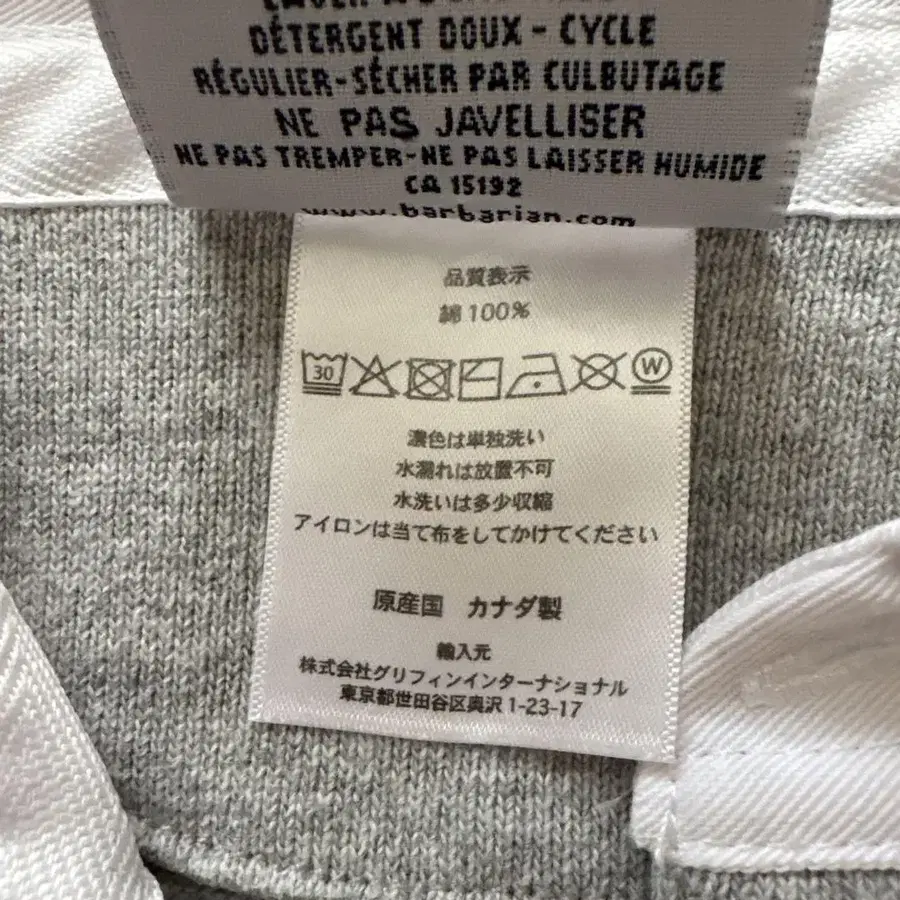 DÉTERGENT DOUX - CYCLE
RÉGULIER-SÉCHER PAR CULBUTAGE
NE PAS JAVELLISER
NE PAS TREMPER-NE PAS LAISSER HUMIDE
CA 15192
www.barbarian.com
品質表示
綿100%
30 W
濃色は単独洗い
水漏れは放置不可
水洗いは多少収縮
アイロンは当て布をしてかけてください
原産国 カナダ製
輸入元
株式会社グリフィンインターナショナル
東京都世田谷区奥沢1-23-17